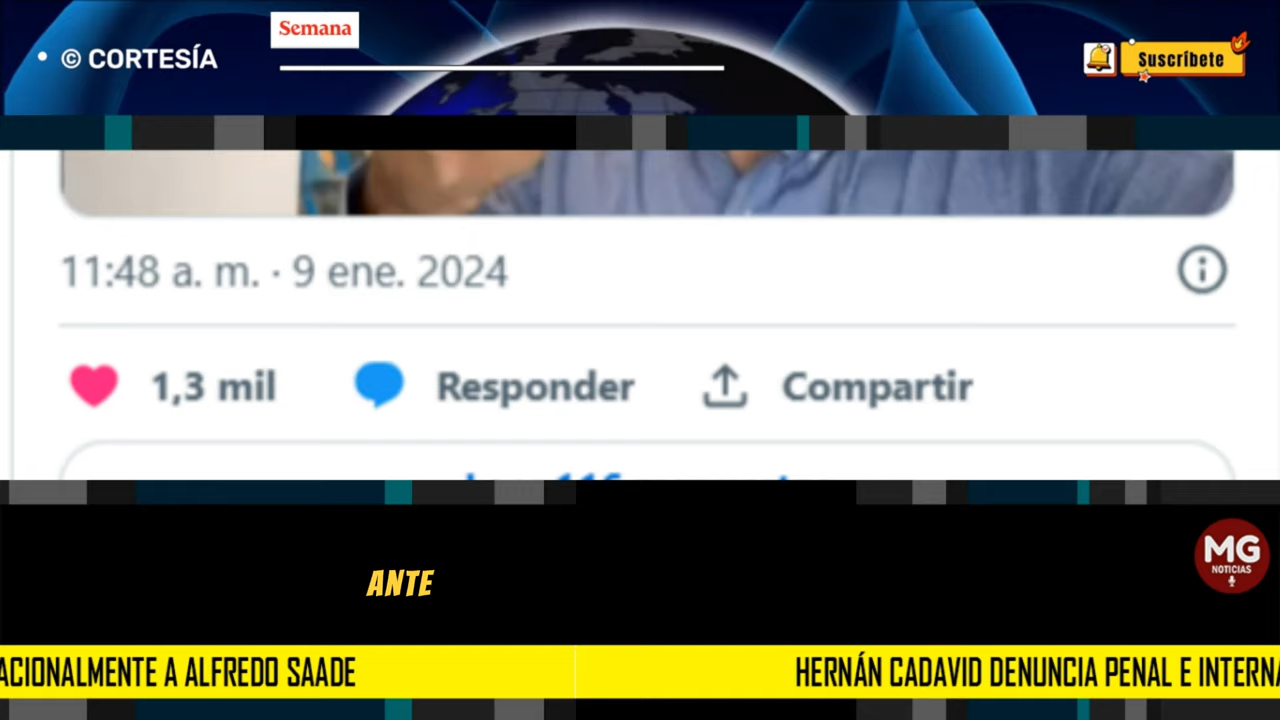 Semana
© CORTESÍA
Suscríbete
11:48 a. m. · 9 ene. 2024
1,3 mil
Responder
Compartir
ANTE
MG
NOTICIAS
ACIONALMENTE A ALFREDO SAADE
HERNÁN CADAVID DENUNCIA PENAL E INTERNA